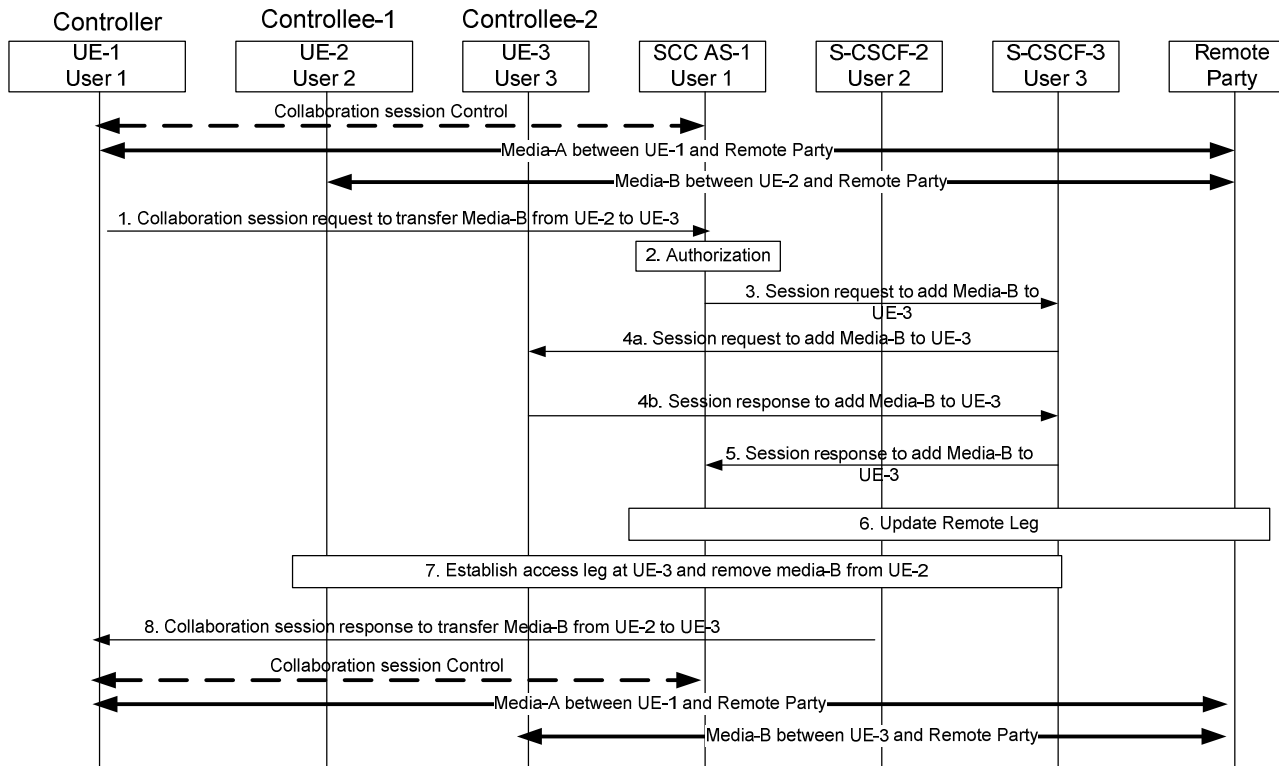 Controller
Controllee-1
Controllee-2
UE-1
User 1
UE-2
User 2
UE-3
User 3
SCC AS-1
User 1
S-CSCF-2
User 2
S-CSCF-3
User 3
Remote
Party
Collaboration session Control
Media-A between UE-1 and Remote Party
Media-B between UE-2 and Remote Party
1. Collaboration session request to transfer Media-B from UE-2 to UE-3
2. Authorization
3. Session request to add Media-B to
UE-3
4a. Session request to add Media-B to UE-3
4b. Session response to add Media-B to UE-3
5. Session response to add Media-B to
UE-3
6. Update Remote Leg
7. Establish access leg at UE-3 and remove media-B from UE-2
8. Collaboration session response to transfer Media-B from UE-2 to UE-3
Collaboration session Control
Media-A between UE-1 and Remote Party
Media-B between UE-3 and Remote Party